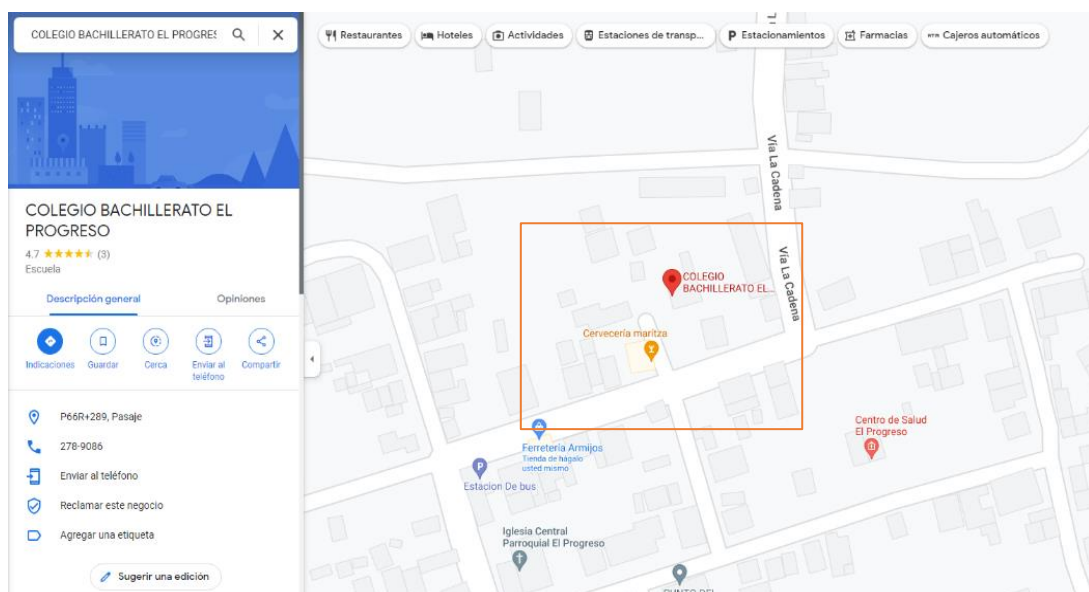 COLEGIO BACHILLERATO EL PROGRES
Restaurantes
Hoteles
Actividades
Estaciones de transp...
P Estacionamientos
Farmacias
ATM Cajeros automáticos
COLEGIO BACHILLERATO EL
PROGRESO
4.7 (3)
Escuela
Descripción general
Opiniones
Indicaciones
Guardar
Cerca
Enviar al
teléfono
Compartir
P66R+289, Pasaje
278-9086
Enviar al teléfono
Reclamar este negocio
Agregar una etiqueta
Sugerir una edición
Vía La Cadena
Vía La Cadena
COLEGIO
BACHILLERATO EL...
Cervecería maritza
Ferretería Armijos
Tienda de hágalo
usted mismo
P
Estacion De bus
Centro de Salud
El Progreso
Iglesia Central
Parroquial El Progreso